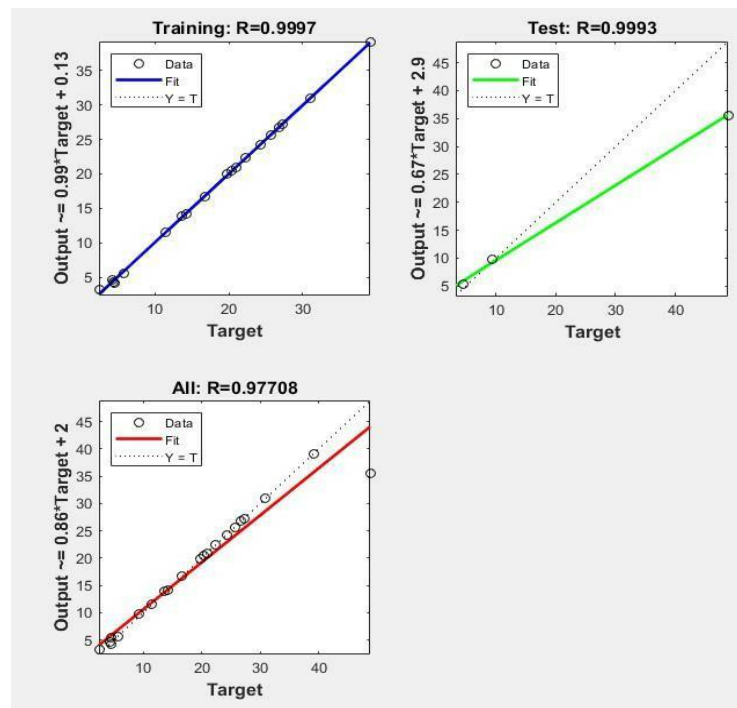 Training: R=0.9997
Output ~= 0.99*Target + 0.13
Data
Fit
Y = T
35
30
25
20
15
10
5
10
20
30
Target
Test: R=0.9993
Output ~= 0.67*Target + 2.9
Data
Fit
Y = T
45
40
35
30
25
20
15
10
5
10
20
30
40
Target
All: R=0.97708
Output ~= 0.86*Target + 2
Data
Fit
Y = T
45
40
35
30
25
20
15
10
5
10
20
30
40
Target